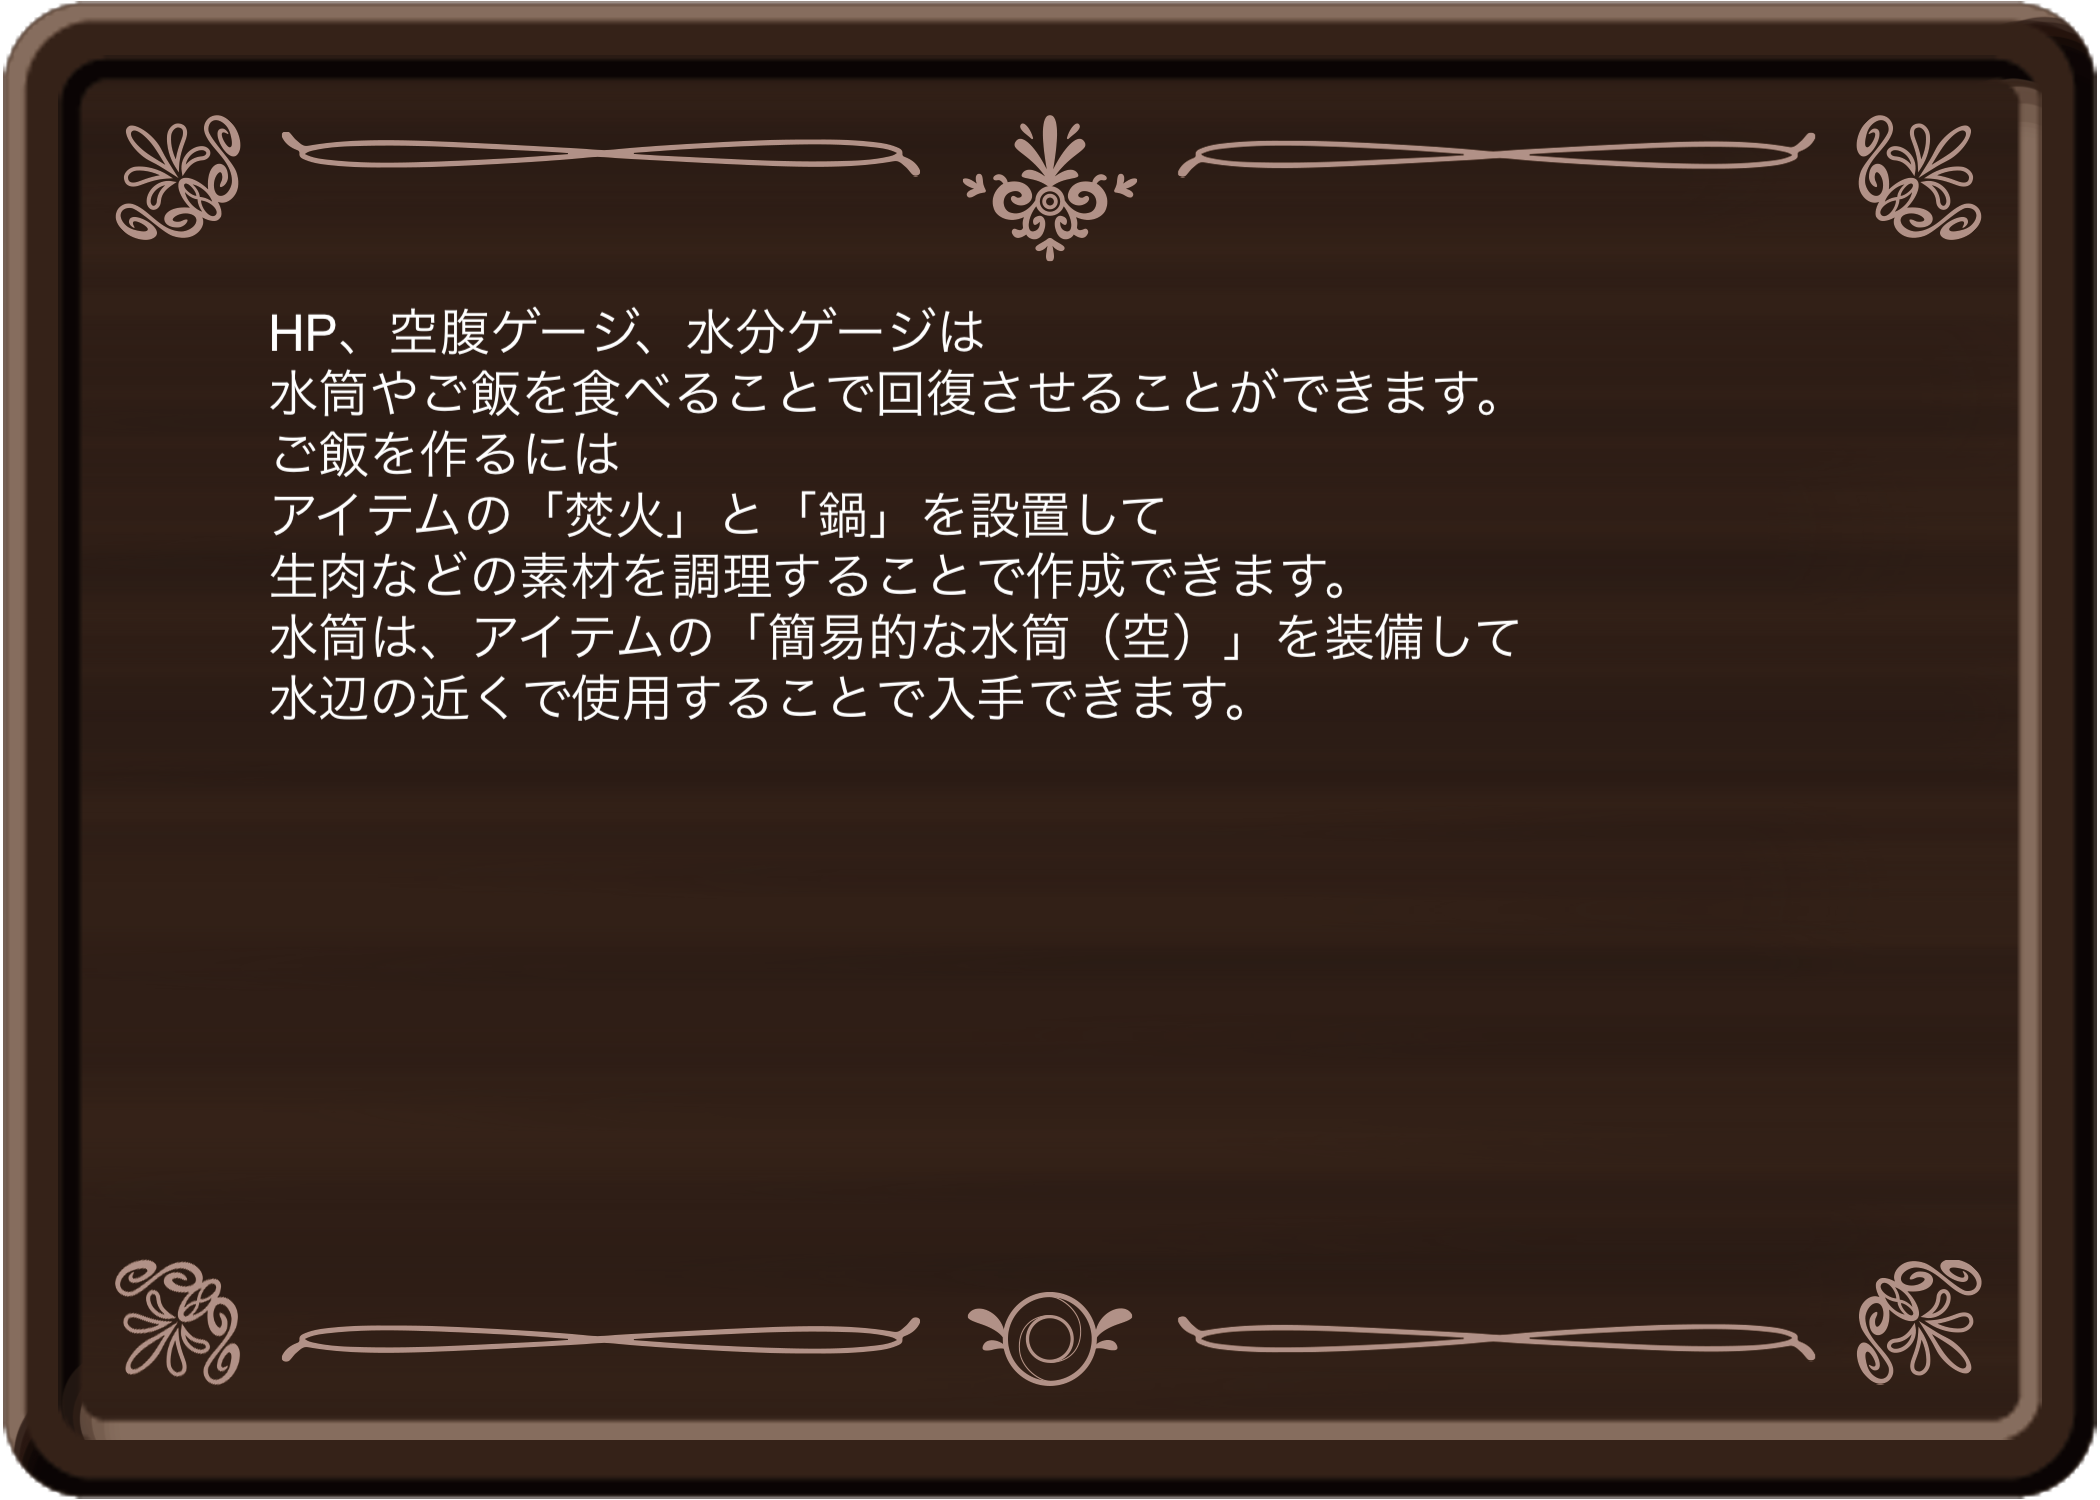 HP、空腹ゲージ、水分ゲージは
水筒やご飯を食べることで回復させることができます。
ご飯を作るには
アイテムの「焚火」と「鍋」を設置して
生肉などの素材を調理することで作成できます。
水筒は、アイテムの「簡易的な水筒（空）」を装備して
水辺の近くで使用することで入手できます。